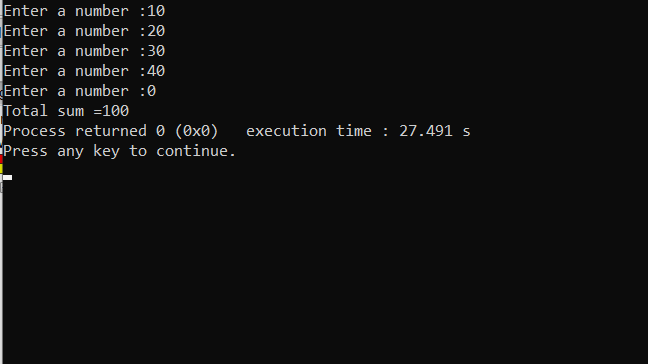 Enter a number :10
Enter a number :20
Enter a number :30
Enter a number :40
Enter a number :0
Total sum =100
Process returned 0 (0x0)   execution time : 27.491 s
Press any key to continue.